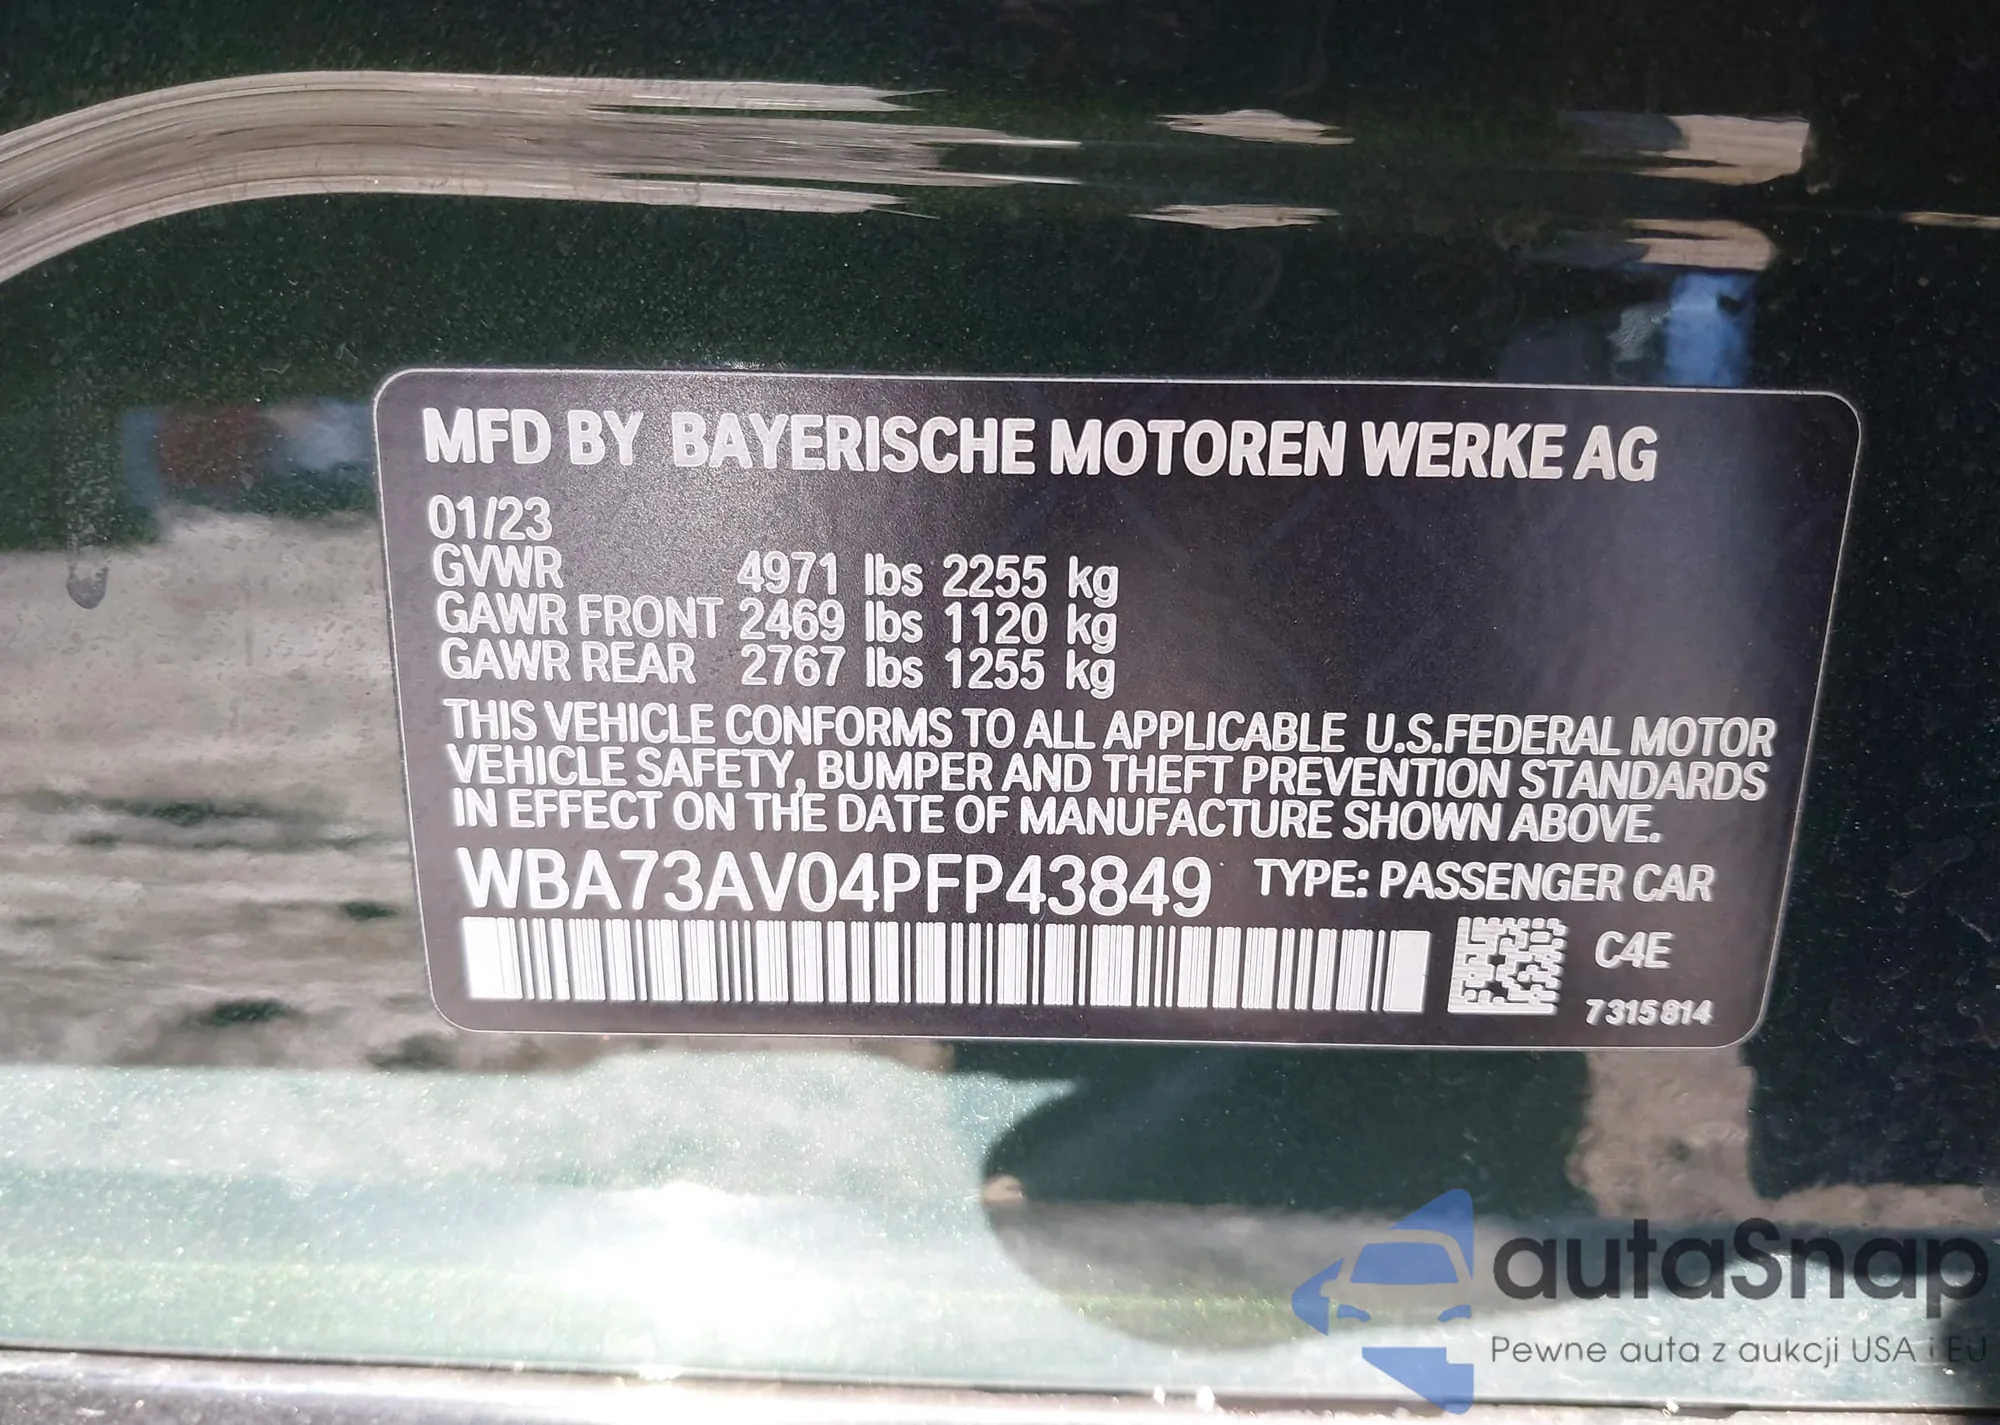 MFD BY BAYERISCHE MOTOREN WERKE AG
01/23
GVWR 4971 lbs 2255 kg
GAWR FRONT 2469 lbs 1120 kg
GAWR REAR 2767 lbs 1255 kg
THIS VEHICLE CONFORMS TO ALL APPLICABLE U.S.FEDERAL MOTOR
VEHICLE SAFETY, BUMPER AND THEFT PREVENTION STANDARDS
IN EFFECT ON THE DATE OF MANUFACTURE SHOWN ABOVE.
WBA73AV04PFP43849 TYPE: PASSENGER CAR
C4E
7315814
autaSnap
Pewne auta z aukcji USA i EU